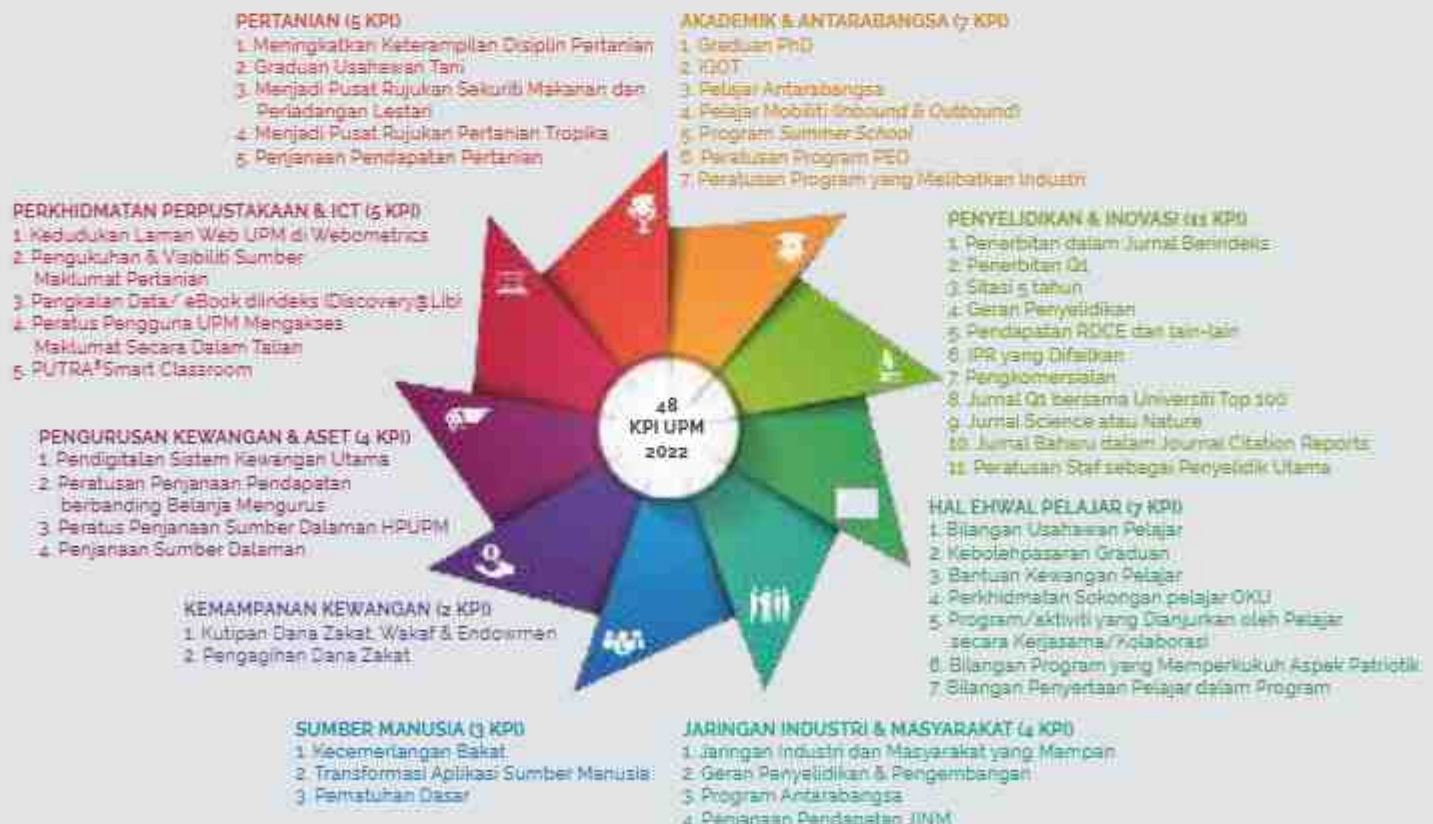 PERTANIAN (5 KPI)
1. Meningkatkan Keterampilan Disiplin Pertanian
2. Graduan Usahawan Tani
3. Menjadi Pusat Rujukan Sekuriti Makanan dan
Perladangan Lestari
4. Menjadi Pusat Rujukan Pertanian Tropika
5. Penjanaan Pendapatan Pertanian
AKADEMIK & ANTARABANGSA (7 KPI)
1. Graduan PhD
2. iGOT
3. Pelajar Antarabangsa
4. Pelajar Mobiliti (Inbound & Outbound)
5. Program Summer School
6. Peratusan Program PEO
7. Peratusan Program yang Melibatkan Industri
PERKHIDMATAN PERPUSTAKAAN & ICT (5 KPI)
1. Kedudukan Laman Web UPM di Webometrics
2. Pengukuhan & Visibiliti Sumber
Maklumat Pertanian
3. Pangkalan Data/ eBook diindeks (Discovery@Lib)
4. Peratus Pengguna UPM Mengakses
Maklumat Secara Dalam Talian
5. PUTRA Smart Classroom
PENYELIDIKAN & INOVASI (11 KPI)
1. Penerbitan dalam Jurnal Berindeks
2. Penerbitan Q1
3. Sitasi 5 tahun
4. Geran Penyelidikan
5. Pendapatan RDCE dan lain-lain
6. IPR yang Difailkan
7. Pengkomersialan
8. Jurnal Q1 bersama Universiti Top 100
9. Jurnal Science atau Nature
10. Jurnal Baharu dalam Journal Citation Reports
11. Peratusan Staf sebagai Penyelidik Utama
48
KPI UPM
2022
PENGURUSAN KEWANGAN & ASET (4 KPI)
1. Pendigitalan Sistem Kewangan Utama
2. Peratusan Penjanaan Pendapatan
berbanding Belanja Mengurus
3. Peratus Penjanaan Sumber Dalaman HPUPM
4. Penjanaan Sumber Dalaman
HAL EHWAL PELAJAR (7 KPI)
1. Bilangan Usahawan Pelajar
2. Kebolehpasaran Graduan
3. Bantuan Kewangan Pelajar
4. Perkhidmatan Sokongan pelajar OKU
5. Program/aktiviti yang Dianjurkan oleh Pelajar
secara Kerjasama/Kolaborasi
6. Bilangan Program yang Memperkukuh Aspek Patriotik
7. Bilangan Penyertaan Pelajar dalam Program
KEMAMPANAN KEWANGAN (2 KPI)
1. Kutipan Dana Zakat, Wakaf & Endowmen
2. Pengagihan Dana Zakat
SUMBER MANUSIA (3 KPI)
1. Kecemerlangan Bakat
2. Transformasi Aplikasi Sumber Manusia
3. Pematuhan Dasar
JARINGAN INDUSTRI & MASYARAKAT (4 KPI)
1. Jaringan Industri dan Masyarakat yang Mampan
2. Geran Penyelidikan & Pengembangan
3. Program Antarabangsa
4. Penjanaan Pendapatan JINM